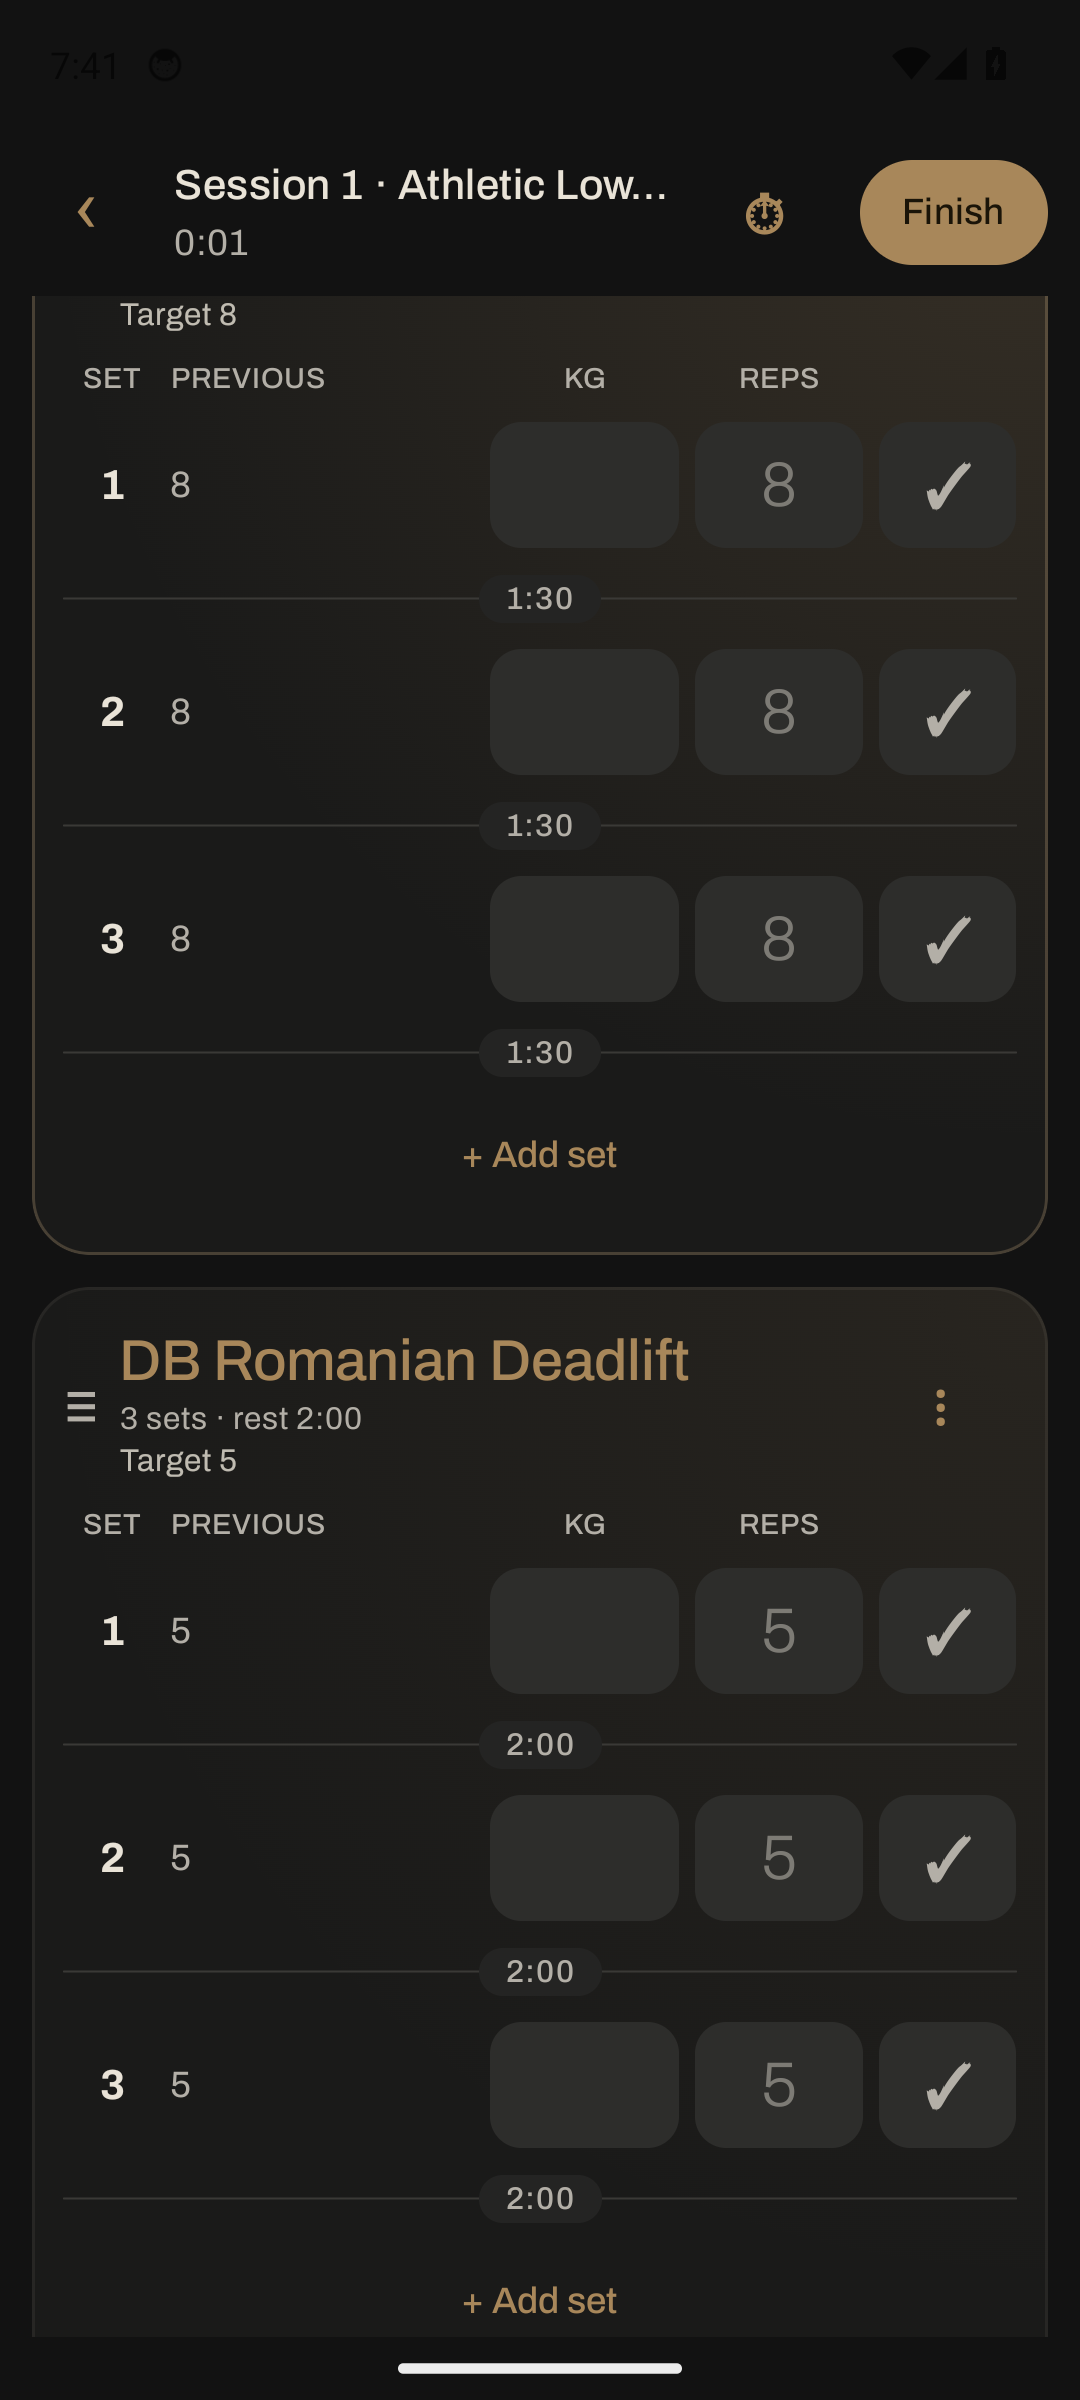 7:41
Session 1 · Athletic Low...
0:01
Finish
Target 8
SET PREVIOUS KG REPS
1 8 8 ✓
1:30
2 8 8 ✓
1:30
3 8 8 ✓
1:30
+ Add set
DB Romanian Deadlift
3 sets · rest 2:00
Target 5
SET PREVIOUS KG REPS
1 5 5 ✓
2:00
2 5 5 ✓
2:00
3 5 5 ✓
2:00
+ Add set